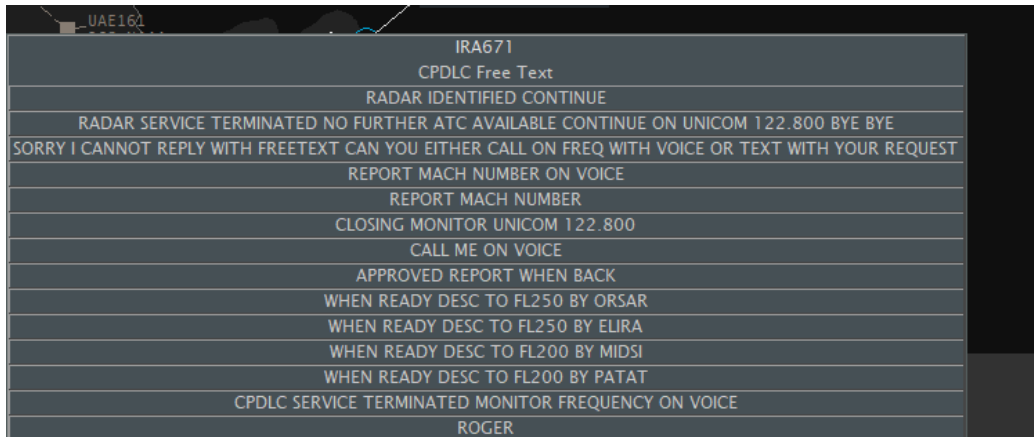 UAE161
IRA671
CPDLC Free Text
RADAR IDENTIFIED CONTINUE
RADAR SERVICE TERMINATED NO FURTHER ATC AVAILABLE CONTINUE ON UNICOM 122.800 BYE BYE
SORRY I CANNOT REPLY WITH FREETEXT CAN YOU EITHER CALL ON FREQ WITH VOICE OR TEXT WITH YOUR REQUEST
REPORT MACH NUMBER ON VOICE
REPORT MACH NUMBER
CLOSING MONITOR UNICOM 122.800
CALL ME ON VOICE
APPROVED REPORT WHEN BACK
WHEN READY DESC TO FL250 BY ORSAR
WHEN READY DESC TO FL250 BY ELIRA
WHEN READY DESC TO FL200 BY MIDSI
WHEN READY DESC TO FL200 BY PATAT
CPDLC SERVICE TERMINATED MONITOR FREQUENCY ON VOICE
ROGER